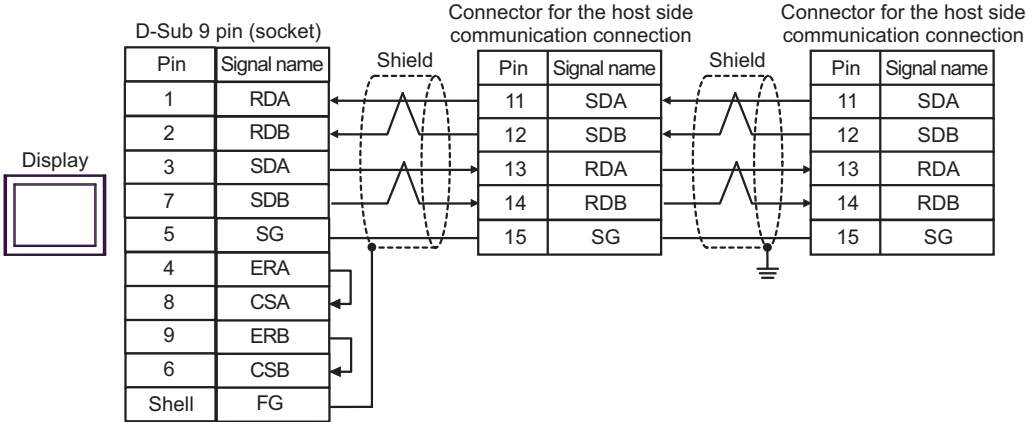 Connector for the host side
communication connection
Connector for the host side
communication connection
D-Sub 9 pin (socket)
Pin Signal name
Shield
Pin Signal name
Shield
Pin Signal name
1 RDA
11 SDA
11 SDA
2 RDB
12 SDB
12 SDB
Display
3 SDA
13 RDA
13 RDA
7 SDB
14 RDB
14 RDB
5 SG
15 SG
15 SG
4 ERA
8 CSA
9 ERB
6 CSB
Shell FG